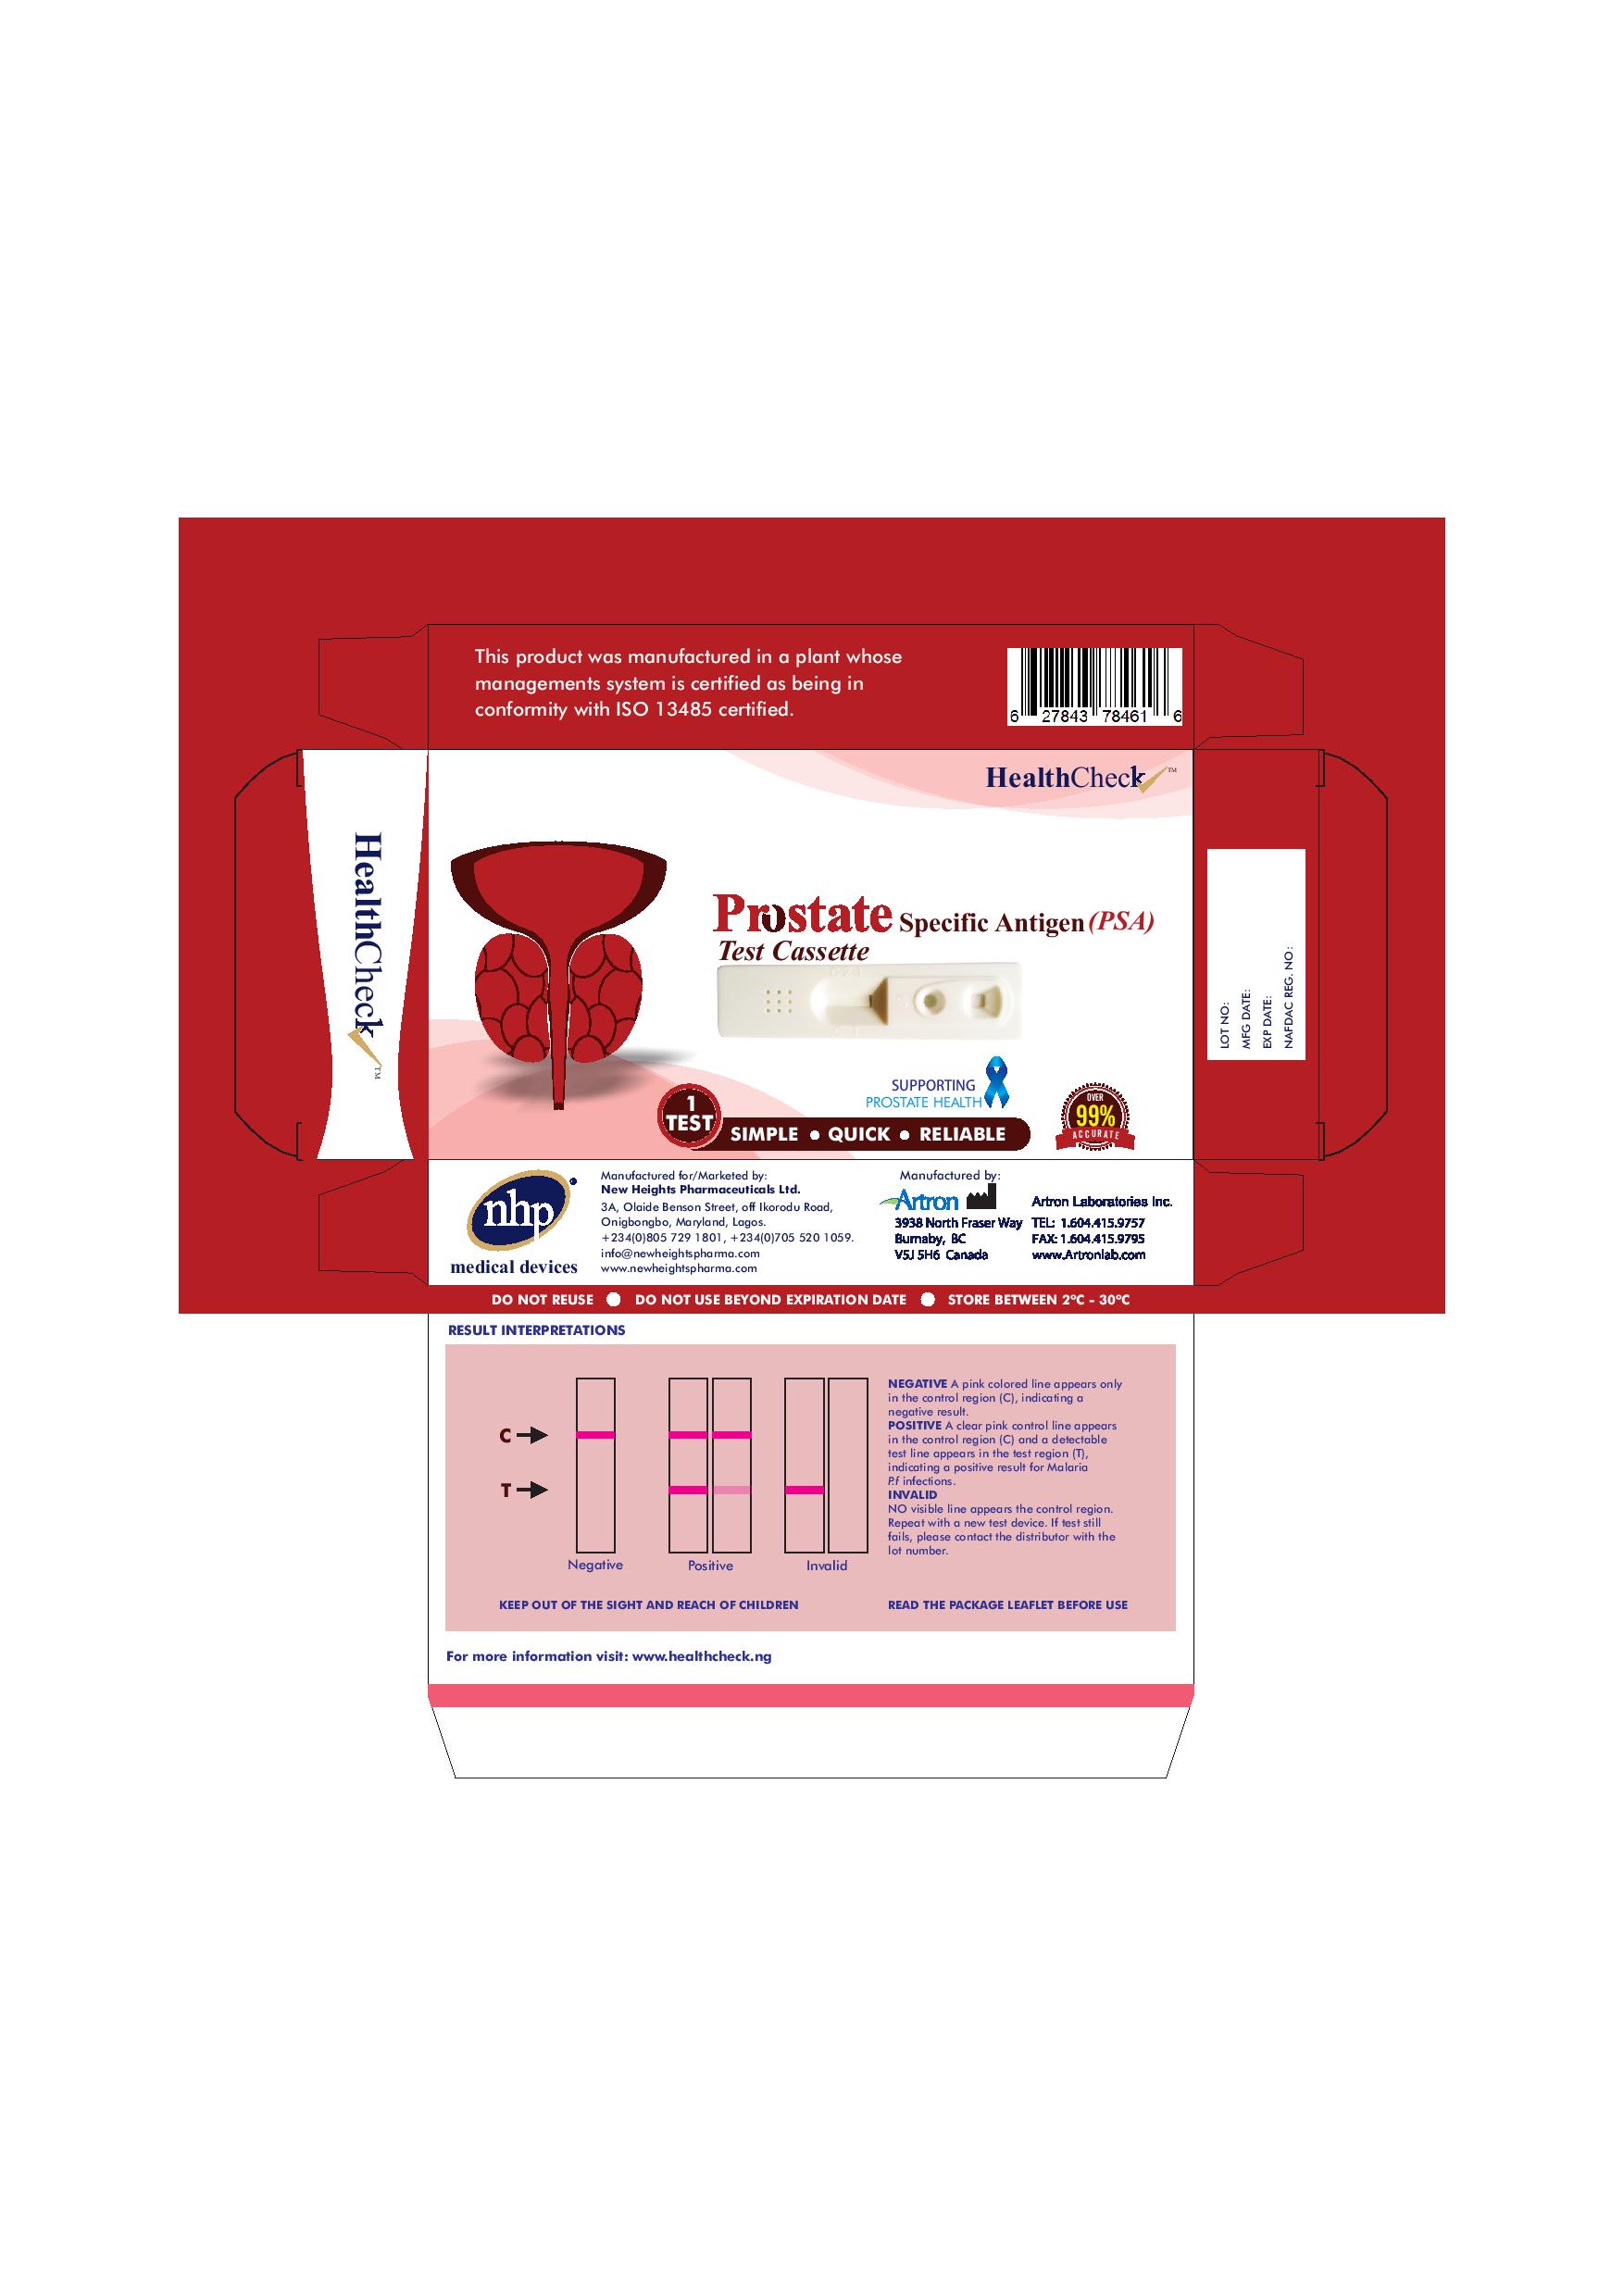 This product was manufactured in a plant whose
managements system is certified as being in
conformity with ISO 13485 certified.
6 27843 78461 6
HealthCheck™
HealthCheck™
Prostate Specific Antigen (PSA)
Test Cassette
LOT NO:
MFG DATE:
EXP DATE:
NAFDAC REG. NO:
SUPPORTING
PROSTATE HEALTH
1
TEST
SIMPLE ● QUICK ● RELIABLE
OVER
99%
ACCURATE
nhp
medical devices
Manufactured for/Marketed by:
New Heights Pharmaceuticals Ltd.
3A, Olaide Benson Street, off Ikorodu Road,
Onigbongbo, Maryland, Lagos.
+234(0)805 729 1801, +234(0)705 520 1059.
info@newheightspharma.com
www.newheightspharma.com
Manufactured by:
Artron
Artron Laboratories Inc.
3938 North Fraser Way TEL: 1.604.415.9757
Burnaby, BC FAX: 1.604.415.9795
V5J 5H6 Canada www.Artronlab.com
DO NOT REUSE ● DO NOT USE BEYOND EXPIRATION DATE ● STORE BETWEEN 2ºC - 30ºC
RESULT INTERPRETATIONS
C
T
Negative
Positive
Invalid
NEGATIVE A pink colored line appears only
in the control region (C), indicating a
negative result.
POSITIVE A clear pink control line appears
in the control region (C) and a detectable
test line appears in the test region (T),
indicating a positive result for Malaria
P.f infections.
INVALID
NO visible line appears the control region.
Repeat with a new test device. If test still
fails, please contact the distributor with the
lot number.
KEEP OUT OF THE SIGHT AND REACH OF CHILDREN
READ THE PACKAGE LEAFLET BEFORE USE
For more information visit: www.healthcheck.ng